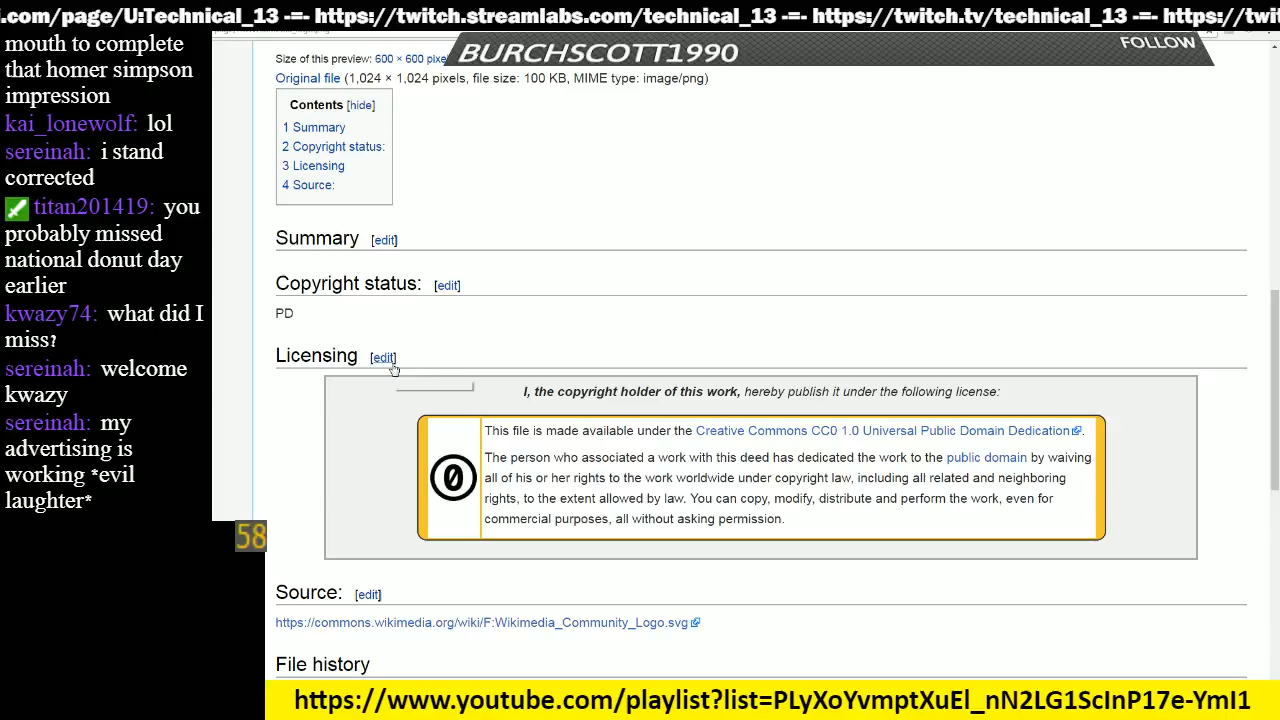 i.com/page/U:Technical_13 -=- https://twitch.streamlabs.com/technical_13 -=- https://twitch.tv/technical_13 -=- https://twi
mouth to complete
that homer simpson
impression
kai_lonewolf: lol
sereinah: i stand
corrected
titan201419: you
probably missed
national donut day
earlier
kwazy74: what did I
miss?
sereinah: welcome
kwazy
sereinah: my
advertising is
working *evil
laughter*
58
BURCHSCOTT1990
FOLLOW
Size of this preview: 600 × 600 pixe
Original file (1,024 × 1,024 pixels, file size: 100 KB, MIME type: image/png)
Contents [hide]
1 Summary
2 Copyright status:
3 Licensing
4 Source:
Summary [edit]
Copyright status: [edit]
PD
Licensing [edit]
I, the copyright holder of this work, hereby publish it under the following license:
This file is made available under the Creative Commons CC0 1.0 Universal Public Domain Dedication.
The person who associated a work with this deed has dedicated the work to the public domain by waiving
all of his or her rights to the work worldwide under copyright law, including all related and neighboring
rights, to the extent allowed by law. You can copy, modify, distribute and perform the work, even for
commercial purposes, all without asking permission.
0
Source: [edit]
https://commons.wikimedia.org/wiki/F:Wikimedia_Community_Logo.svg
File history
https://www.youtube.com/playlist?list=PLyXoYvmptXuEl_nN2LG1ScInP17e-YmI1